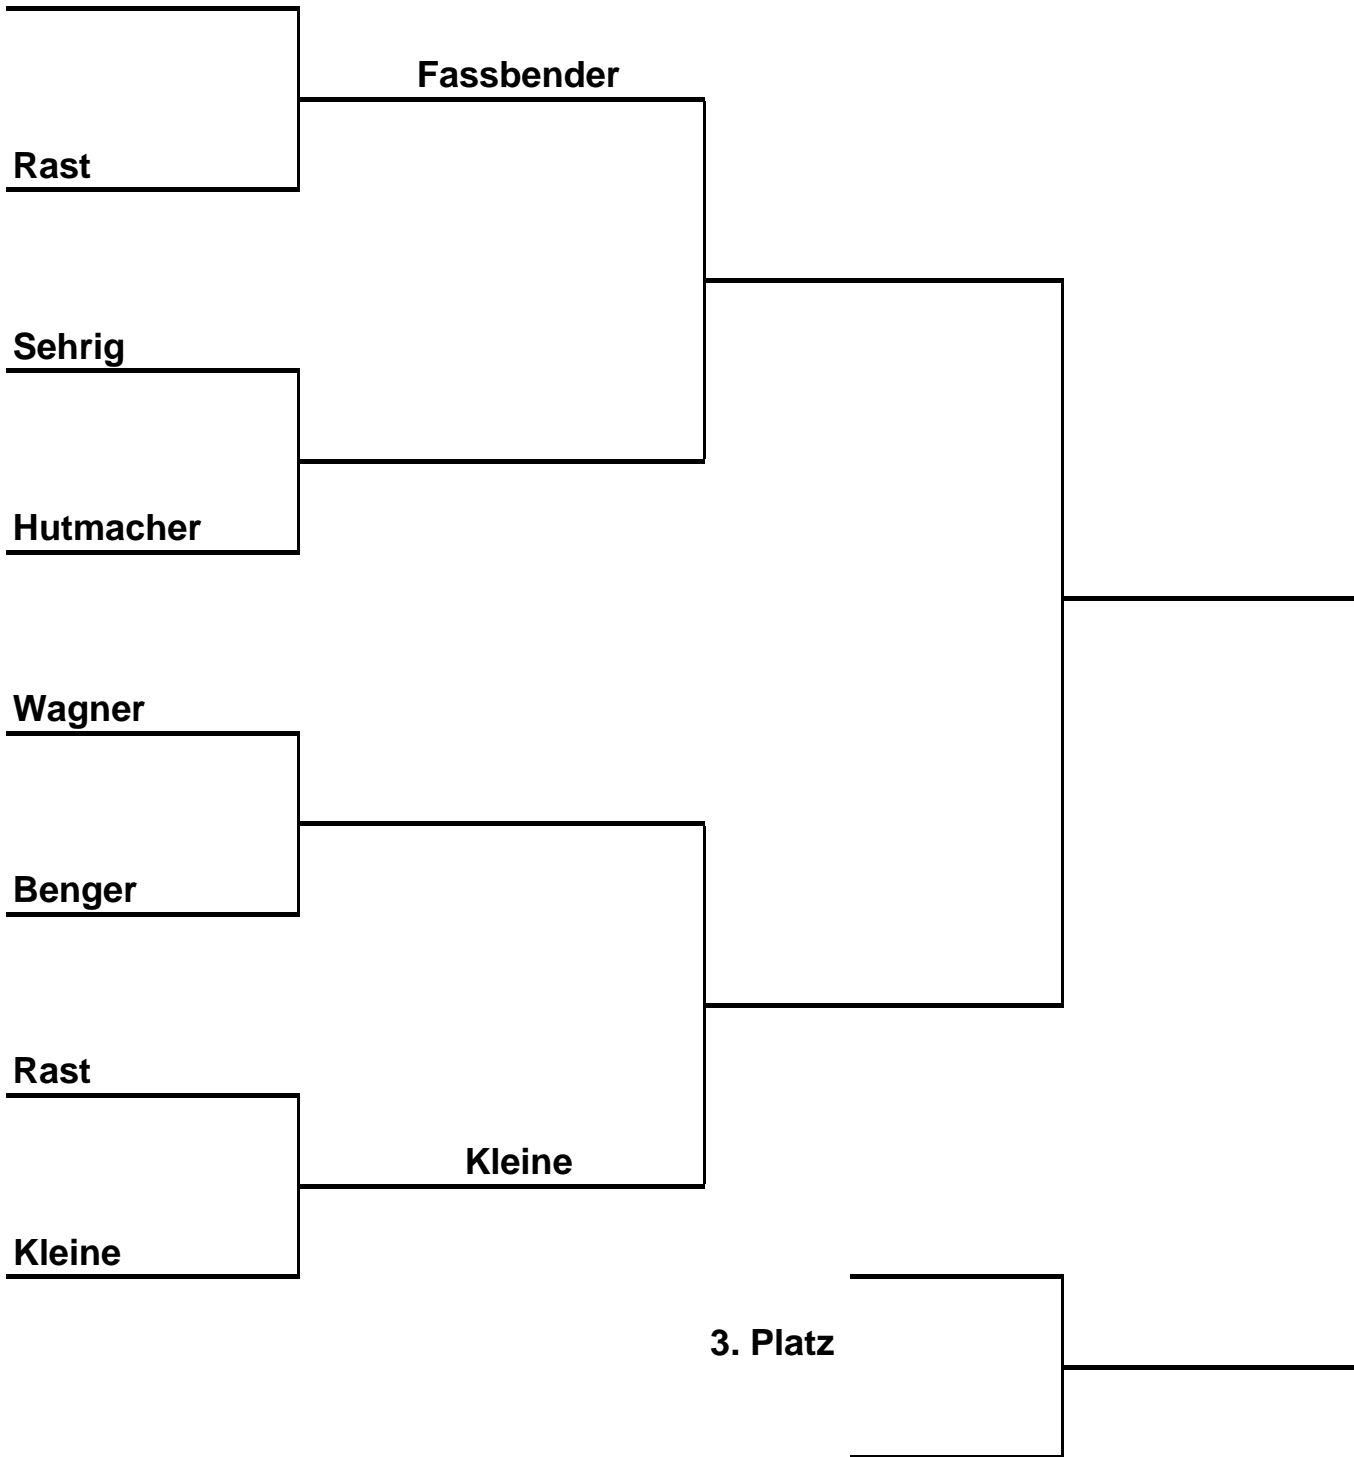 Fassbender
Rast
Sehrig
Hutmacher
Wagner
Benger
Rast
Kleine
Kleine
3. Platz